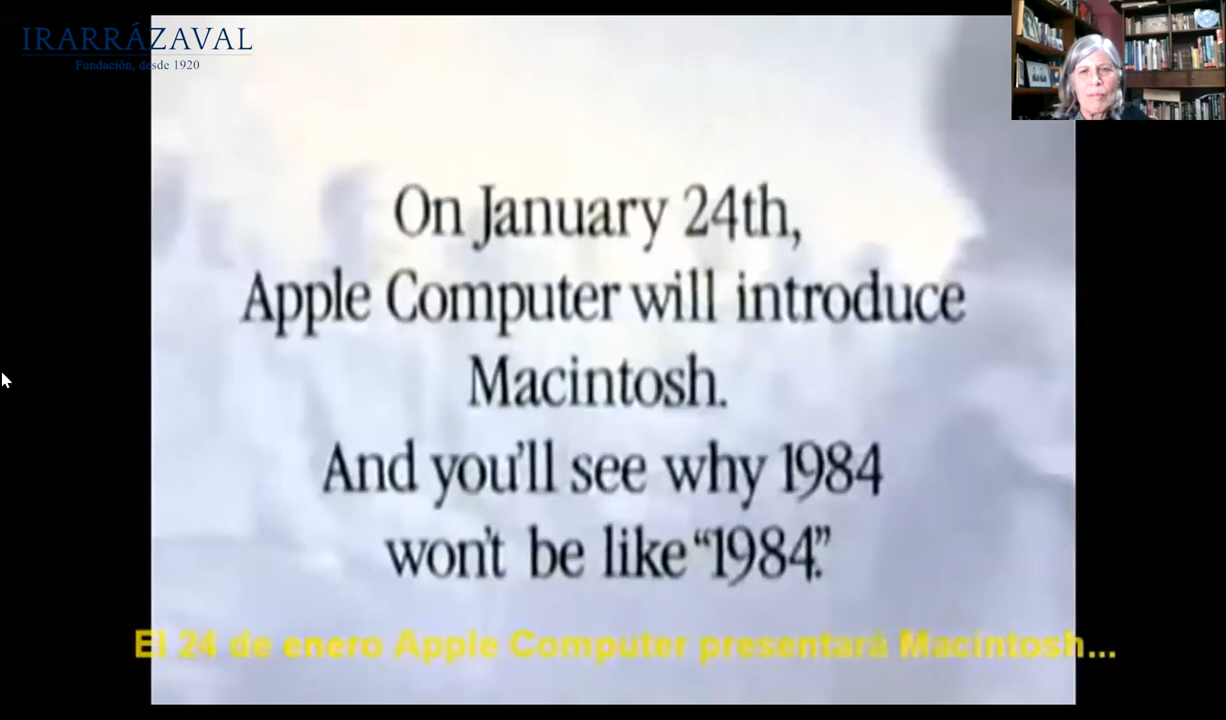 IRARRÁZAVAL
Fundación, desde 1920
On January 24th,
Apple Computer will introduce
Macintosh.
And you'll see why 1984
won't be like “1984.”
El 24 de enero Apple Computer presentará Macintosh...